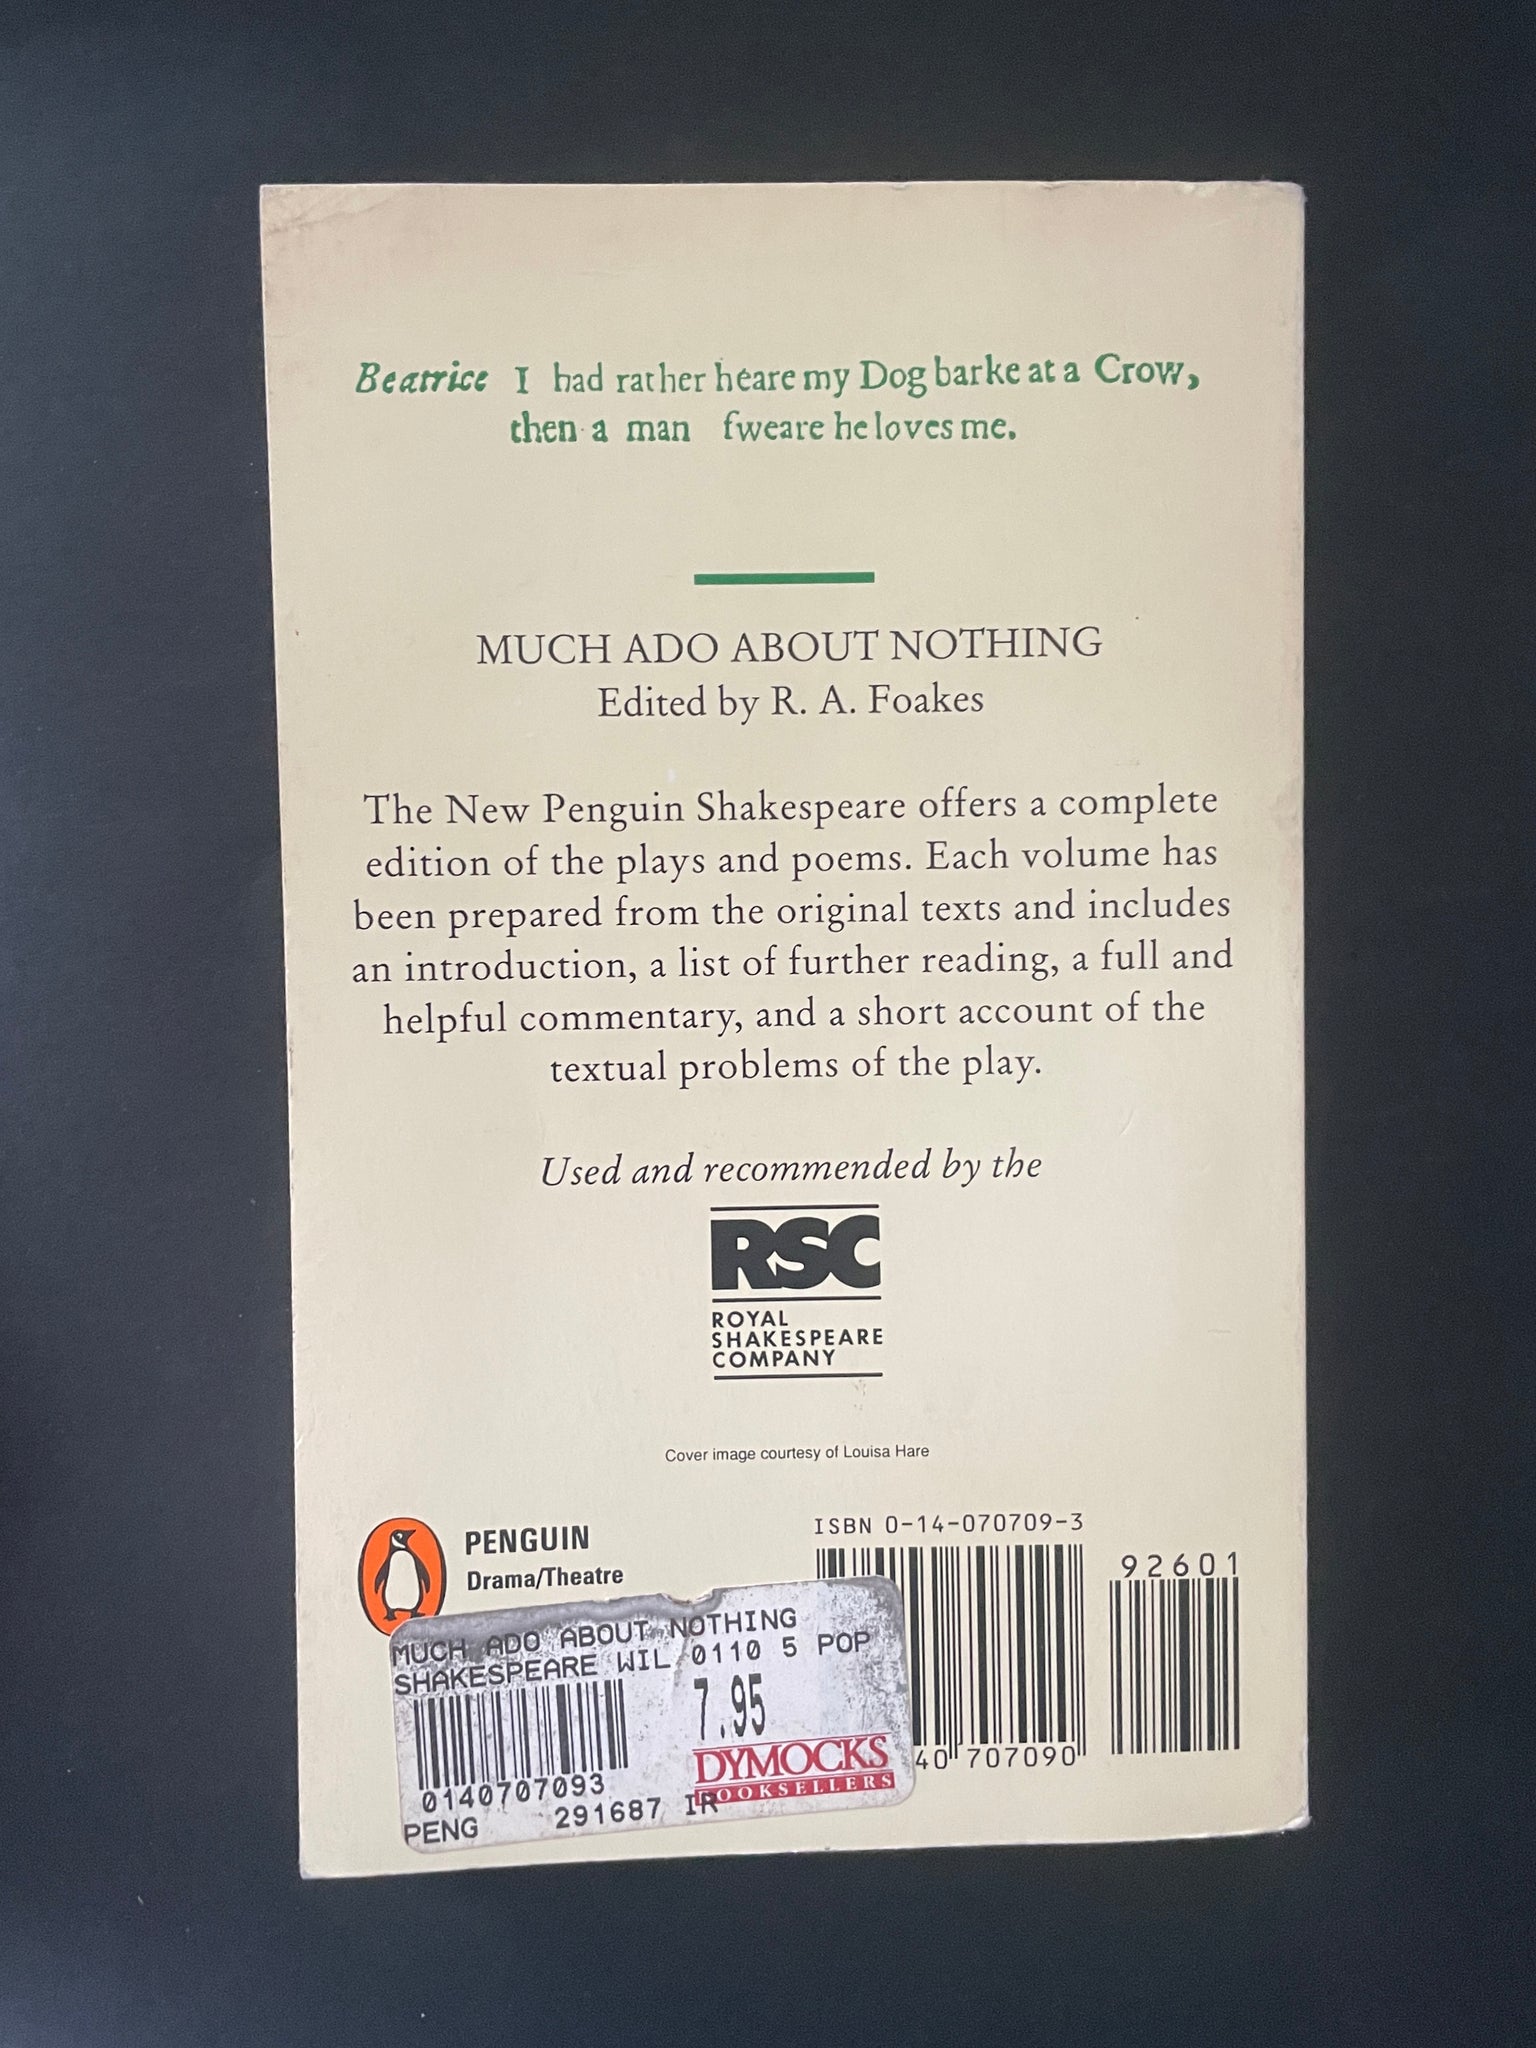 Beatrice I had rather heare my Dog barke at a Crow,
then a man fweare he loves me.
MUCH ADO ABOUT NOTHING
Edited by R. A. Foakes
The New Penguin Shakespeare offers a complete
edition of the plays and poems. Each volume has
been prepared from the original texts and includes
an introduction, a list of further reading, a full and
helpful commentary, and a short account of the
textual problems of the play.
Used and recommended by the
RSC
ROYAL
SHAKESPEARE
COMPANY
Cover image courtesy of Louisa Hare
PENGUIN
Drama/Theatre
ISBN 0-14-070709-3
92601
40 707090
MUCH ADO ABOUT NOTHING
SHAKESPEARE WIL 0110 5 POP
7.95
DYMOCKS
BOOKSELLERS
0140707093
PENG 291687 IR